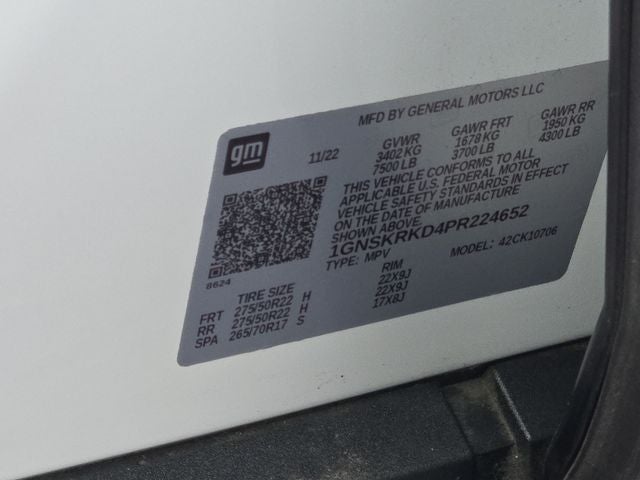 MFD BY GENERAL MOTORS LLC
gm
11/22
GVWR GAWR FRT GAWR RR
3402 KG 1678 KG 1950 KG
7500 LB 3700 LB 4300 LB
THIS VEHICLE CONFORMS TO ALL
APPLICABLE U.S. FEDERAL MOTOR
VEHICLE SAFETY STANDARDS IN EFFECT
ON THE DATE OF MANUFACTURE
SHOWN ABOVE.
1GNSKRKD4PR224652
TYPE: MPV MODEL: 42CK10706
8624
TIRE SIZE RIM
FRT 275/50R22 H 22X9J
RR 275/50R22 H 22X9J
SPA 265/70R17 S 17X8J